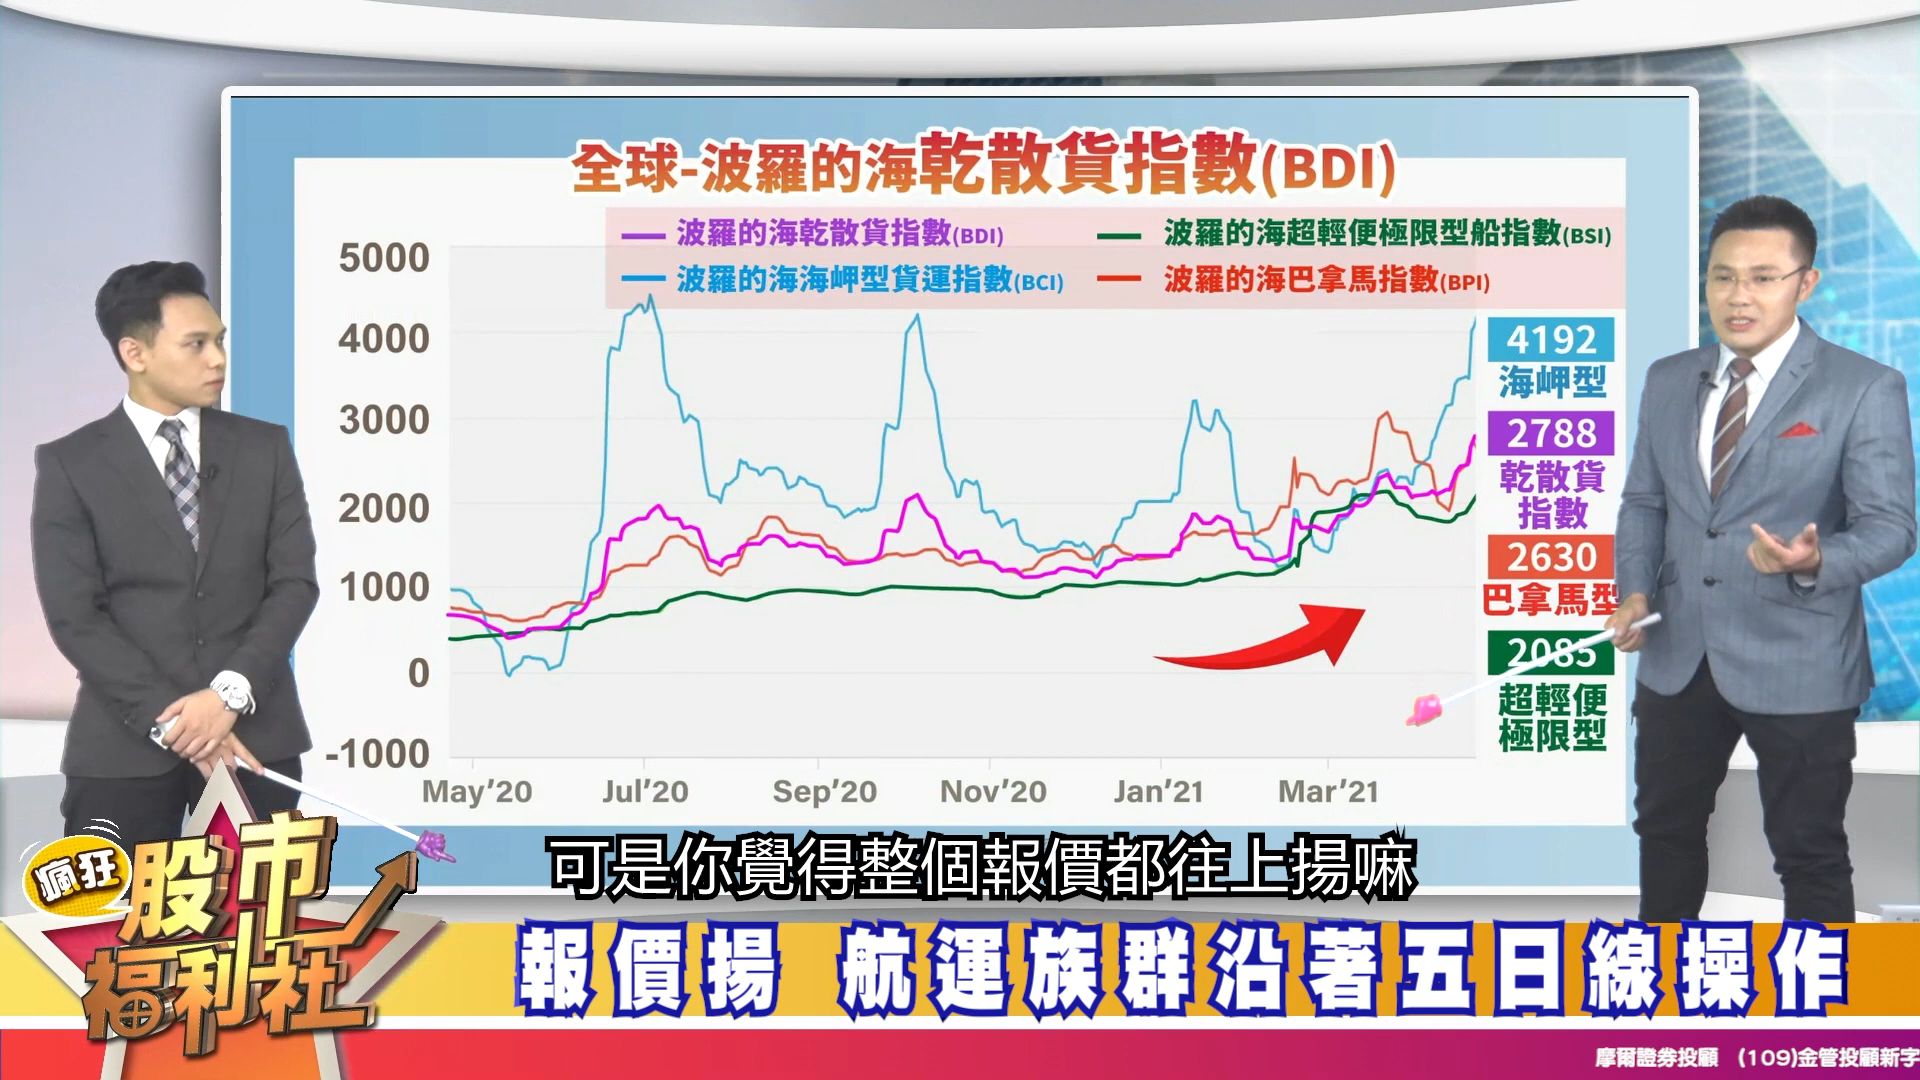 全球-波羅的海乾散貨指數(BDI)
波羅的海乾散貨指數(BDI)
波羅的海超輕便極限型船指數(BSI)
波羅的海海岬型貨運指數(BCI)
波羅的海巴拿馬指數(BPI)
5000
4000
3000
2000
1000
0
-1000
May'20
Jul'20
Sep'20
Nov'20
Jan'21
Mar'21
4192
海岬型
2788
乾散貨
指數
2630
巴拿馬型
2085
超輕便
極限型
可是你覺得整個報價都往上揚嘛
瘋狂
股市
福利社
報價揚 航運族群沿著五日線操作
摩爾證券投顧 (109)金管投顧新字